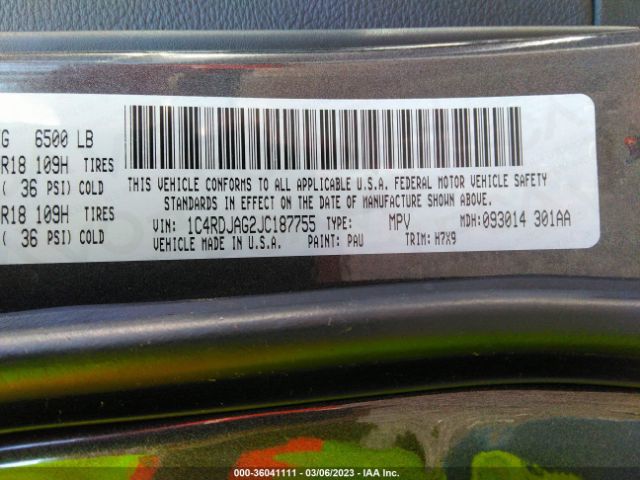 G 6500 LB
R18 109H TIRES
( 36 PSI) COLD
R18 109H TIRES
( 36 PSI) COLD
THIS VEHICLE CONFORMS TO ALL APPLICABLE U.S.A. FEDERAL MOTOR VEHICLE SAFETY
STANDARDS IN EFFECT ON THE DATE OF MANUFACTURE SHOWN ABOVE.
VIN: 1C4RDJAG2JC187755 TYPE: MPV MDH: 093014 301AA
VEHICLE MADE IN U.S.A. PAINT: PAU TRIM: H7X9
000-36041111 - 03/06/2023 - IAA Inc.